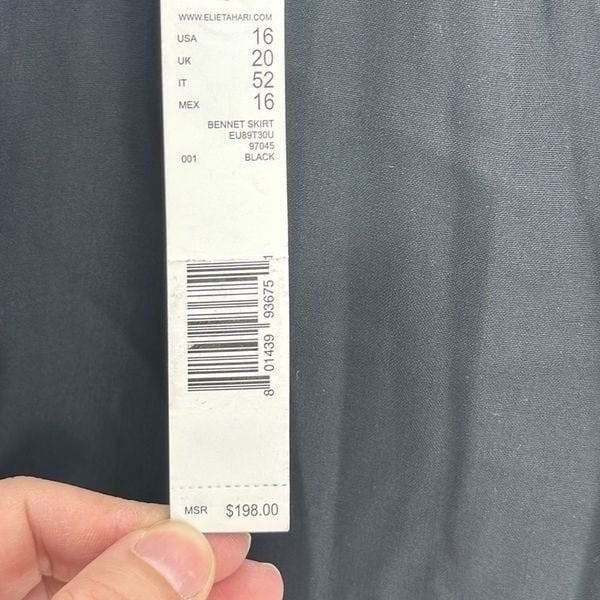 WWW.ELIETAHARI.COM
USA 16
UK 20
IT 52
MEX 16
BENNET SKIRT
EU89T30U
97045
001 BLACK
8 01439 93675 1
MSR $198.00